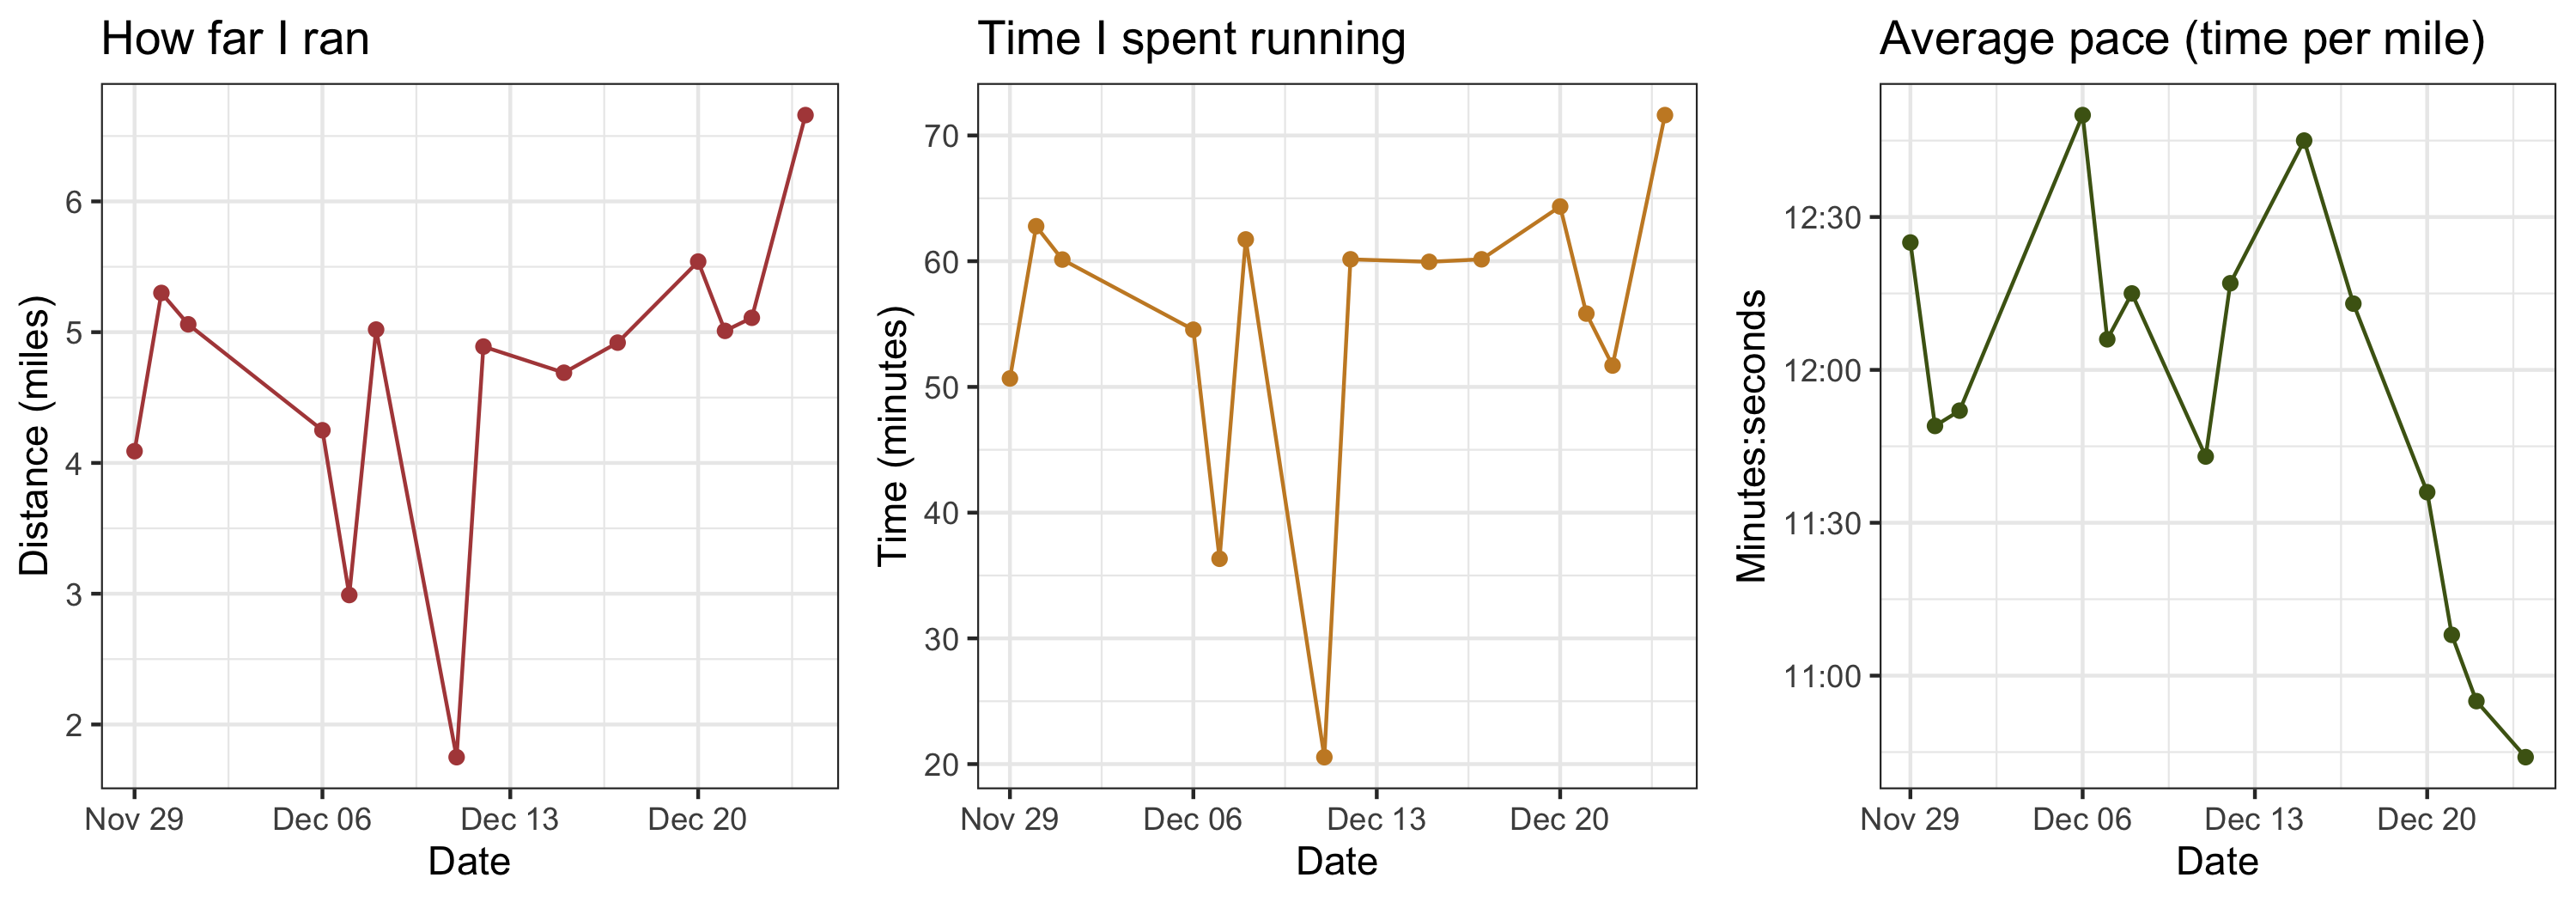 How far I ran
Distance (miles)
6
5
4
3
2
Nov 29 Dec 06 Dec 13 Dec 20
Date
Time I spent running
Time (minutes)
70
60
50
40
30
20
Nov 29 Dec 06 Dec 13 Dec 20
Date
Average pace (time per mile)
Minutes:seconds
12:30
12:00
11:30
11:00
Nov 29 Dec 06 Dec 13 Dec 20
Date